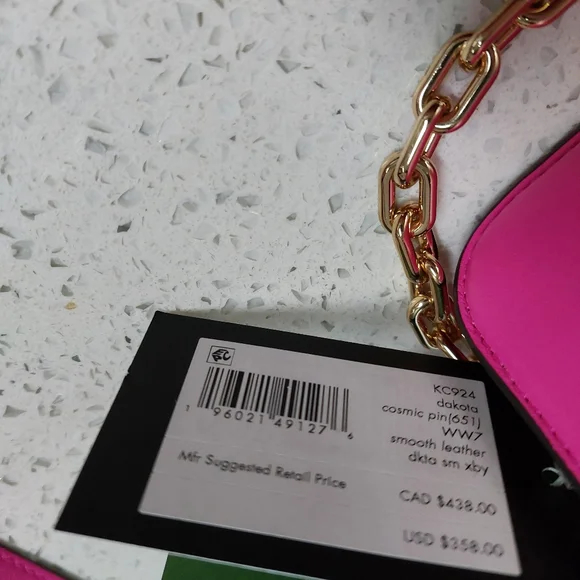 KC924
dakota
cosmic pin(651)
WW7
smooth leather
dkta sm xby
1 96021 49127 6
Mfr Suggested Retail Price
CAD $438.00
USD $358.00